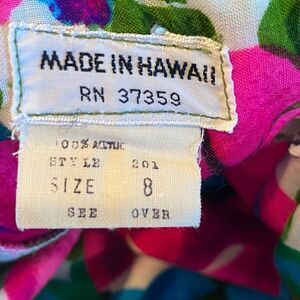 MADE IN HAWAII
RN 37359
100%
STYLE 201
SIZE 8
SEE OVER